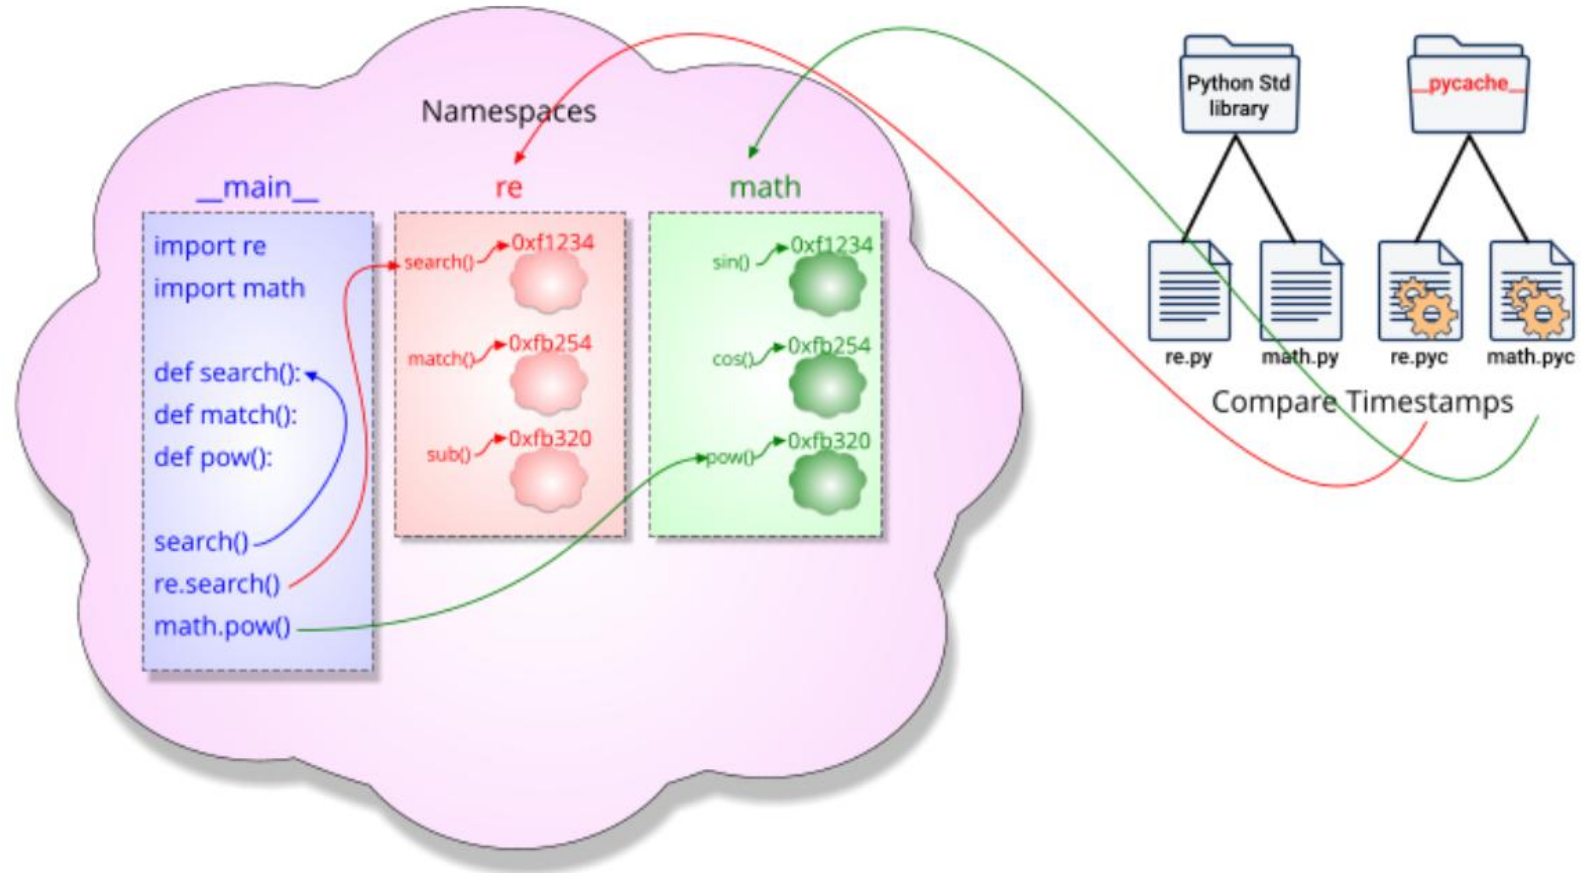 Namespaces
__main__
import re
import math
def search():
def match():
def pow():
search()
re.search()
math.pow()
re
search()
0xf1234
match()
0xfb254
sub()
0xfb320
math
sin()
0xf1234
cos()
0xfb254
pow()
0xfb320
Python Std
library
__pycache__
re.py
math.py
re.pyc
math.pyc
Compare Timestamps